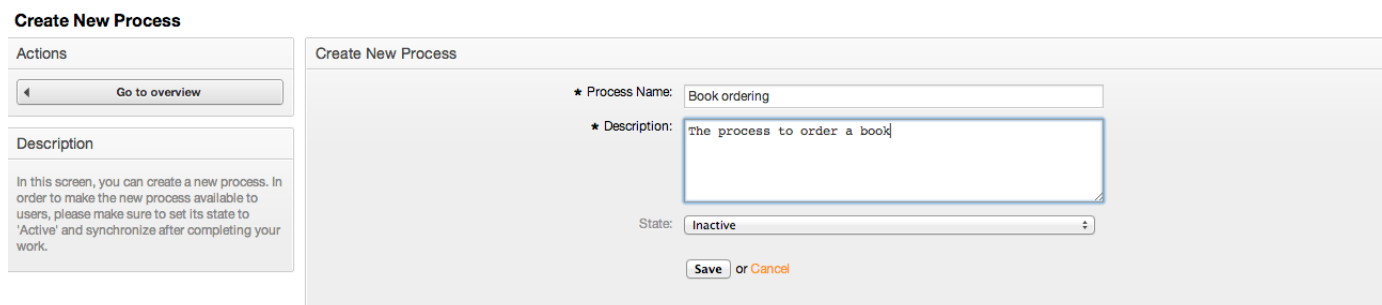 Create New Process
Actions
Go to overview
Description
In this screen, you can create a new process. In
order to make the new process available to
users, please make sure to set its state to
'Active' and synchronize after completing your
work.
Create New Process
★ Process Name: Book ordering
★ Description: The process to order a book
State: Inactive
Save or Cancel